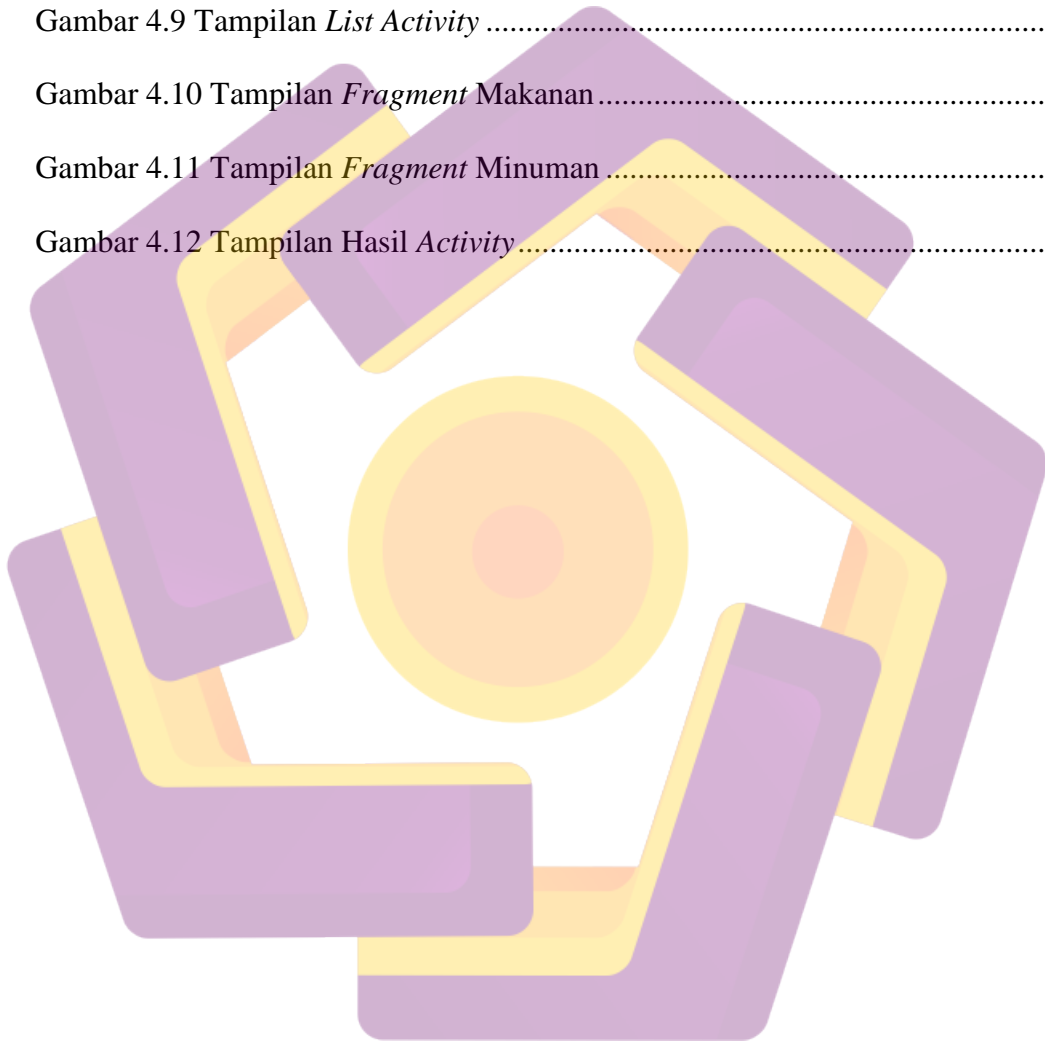 Gambar 4.9 Tampilan List Activity ......................................................................
Gambar 4.10 Tampilan Fragment Makanan ........................................................
Gambar 4.11 Tampilan Fragment Minuman .......................................................
Gambar 4.12 Tampilan Hasil Activity ..................................................................